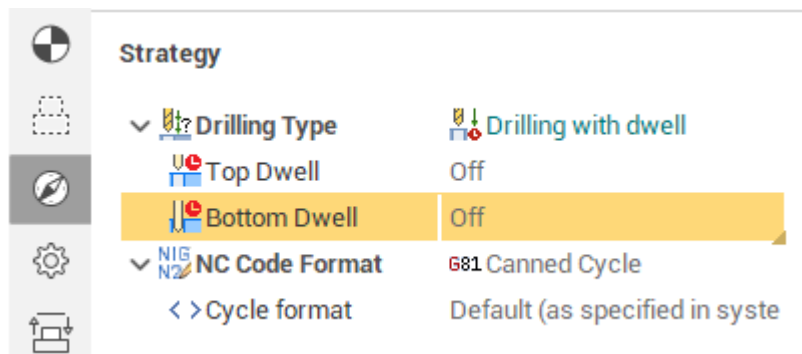 Strategy
Drilling Type Drilling with dwell
Top Dwell Off
Bottom Dwell Off
NC Code Format G81 Canned Cycle
Cycle format Default (as specified in syste